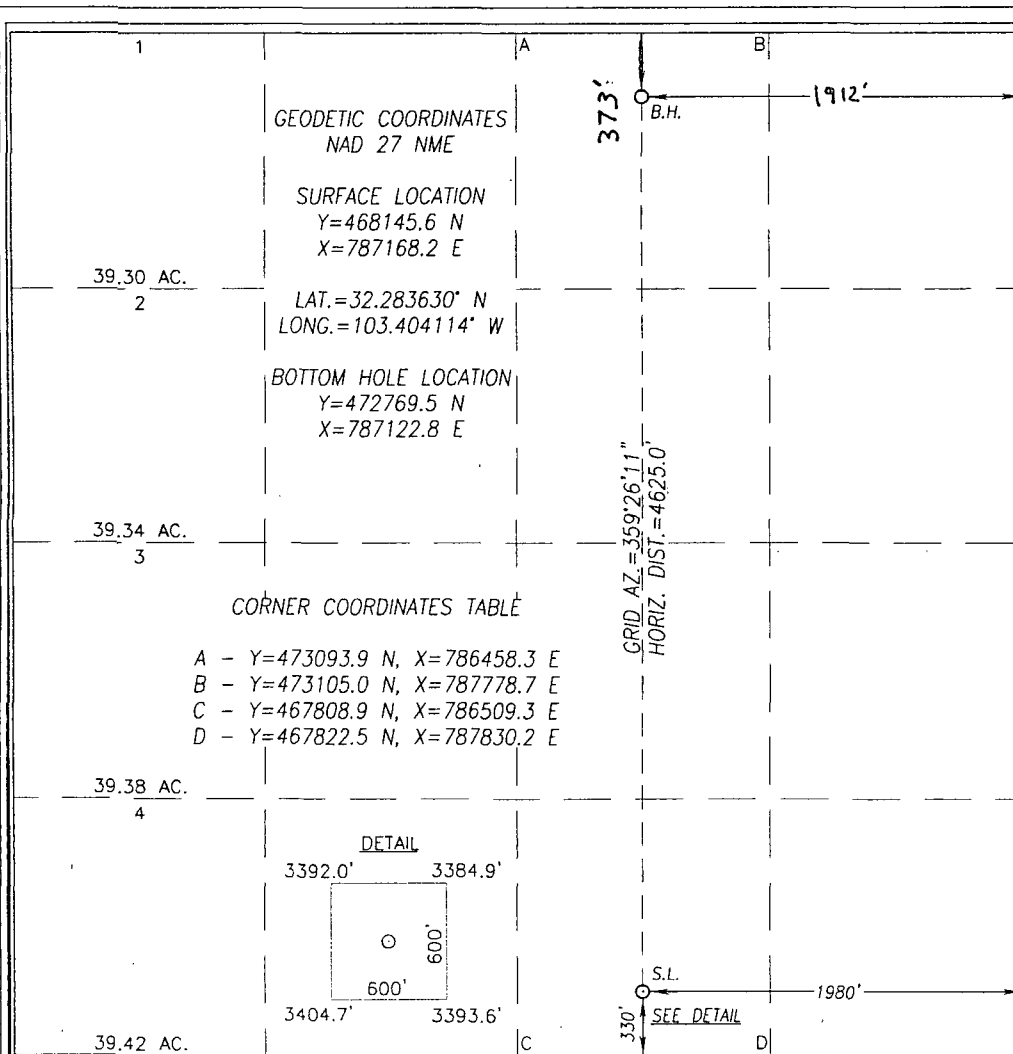 1
A
B
373'
B.H.
1912'
GEODETIC COORDINATES
NAD 27 NME
SURFACE LOCATION
Y=468145.6 N
X=787168.2 E
39.30 AC.
2
LAT.=32.283630° N
LONG.=103.404114° W
BOTTOM HOLE LOCATION
Y=472769.5 N
X=787122.8 E
GRID AZ.=359°26'11"
HORIZ. DIST.=4625.0'
39.34 AC.
3
CORNER COORDINATES TABLE
A - Y=473093.9 N, X=786458.3 E
B - Y=473105.0 N, X=787778.7 E
C - Y=467808.9 N, X=786509.3 E
D - Y=467822.5 N, X=787830.2 E
39.38 AC.
4
DETAIL
3392.0' 3384.9'
600'
600'
3404.7' 3393.6'
S.L.
1980'
330'
SEE DETAIL
39.42 AC.
C
D